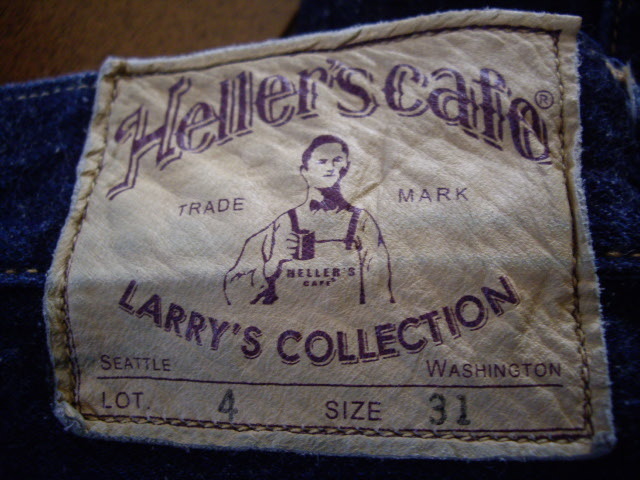 Heller's cafe®
TRADE MARK
HELLER'S
CAFE
LARRY'S COLLECTION
SEATTLE WASHINGTON
LOT. 4 SIZE 31